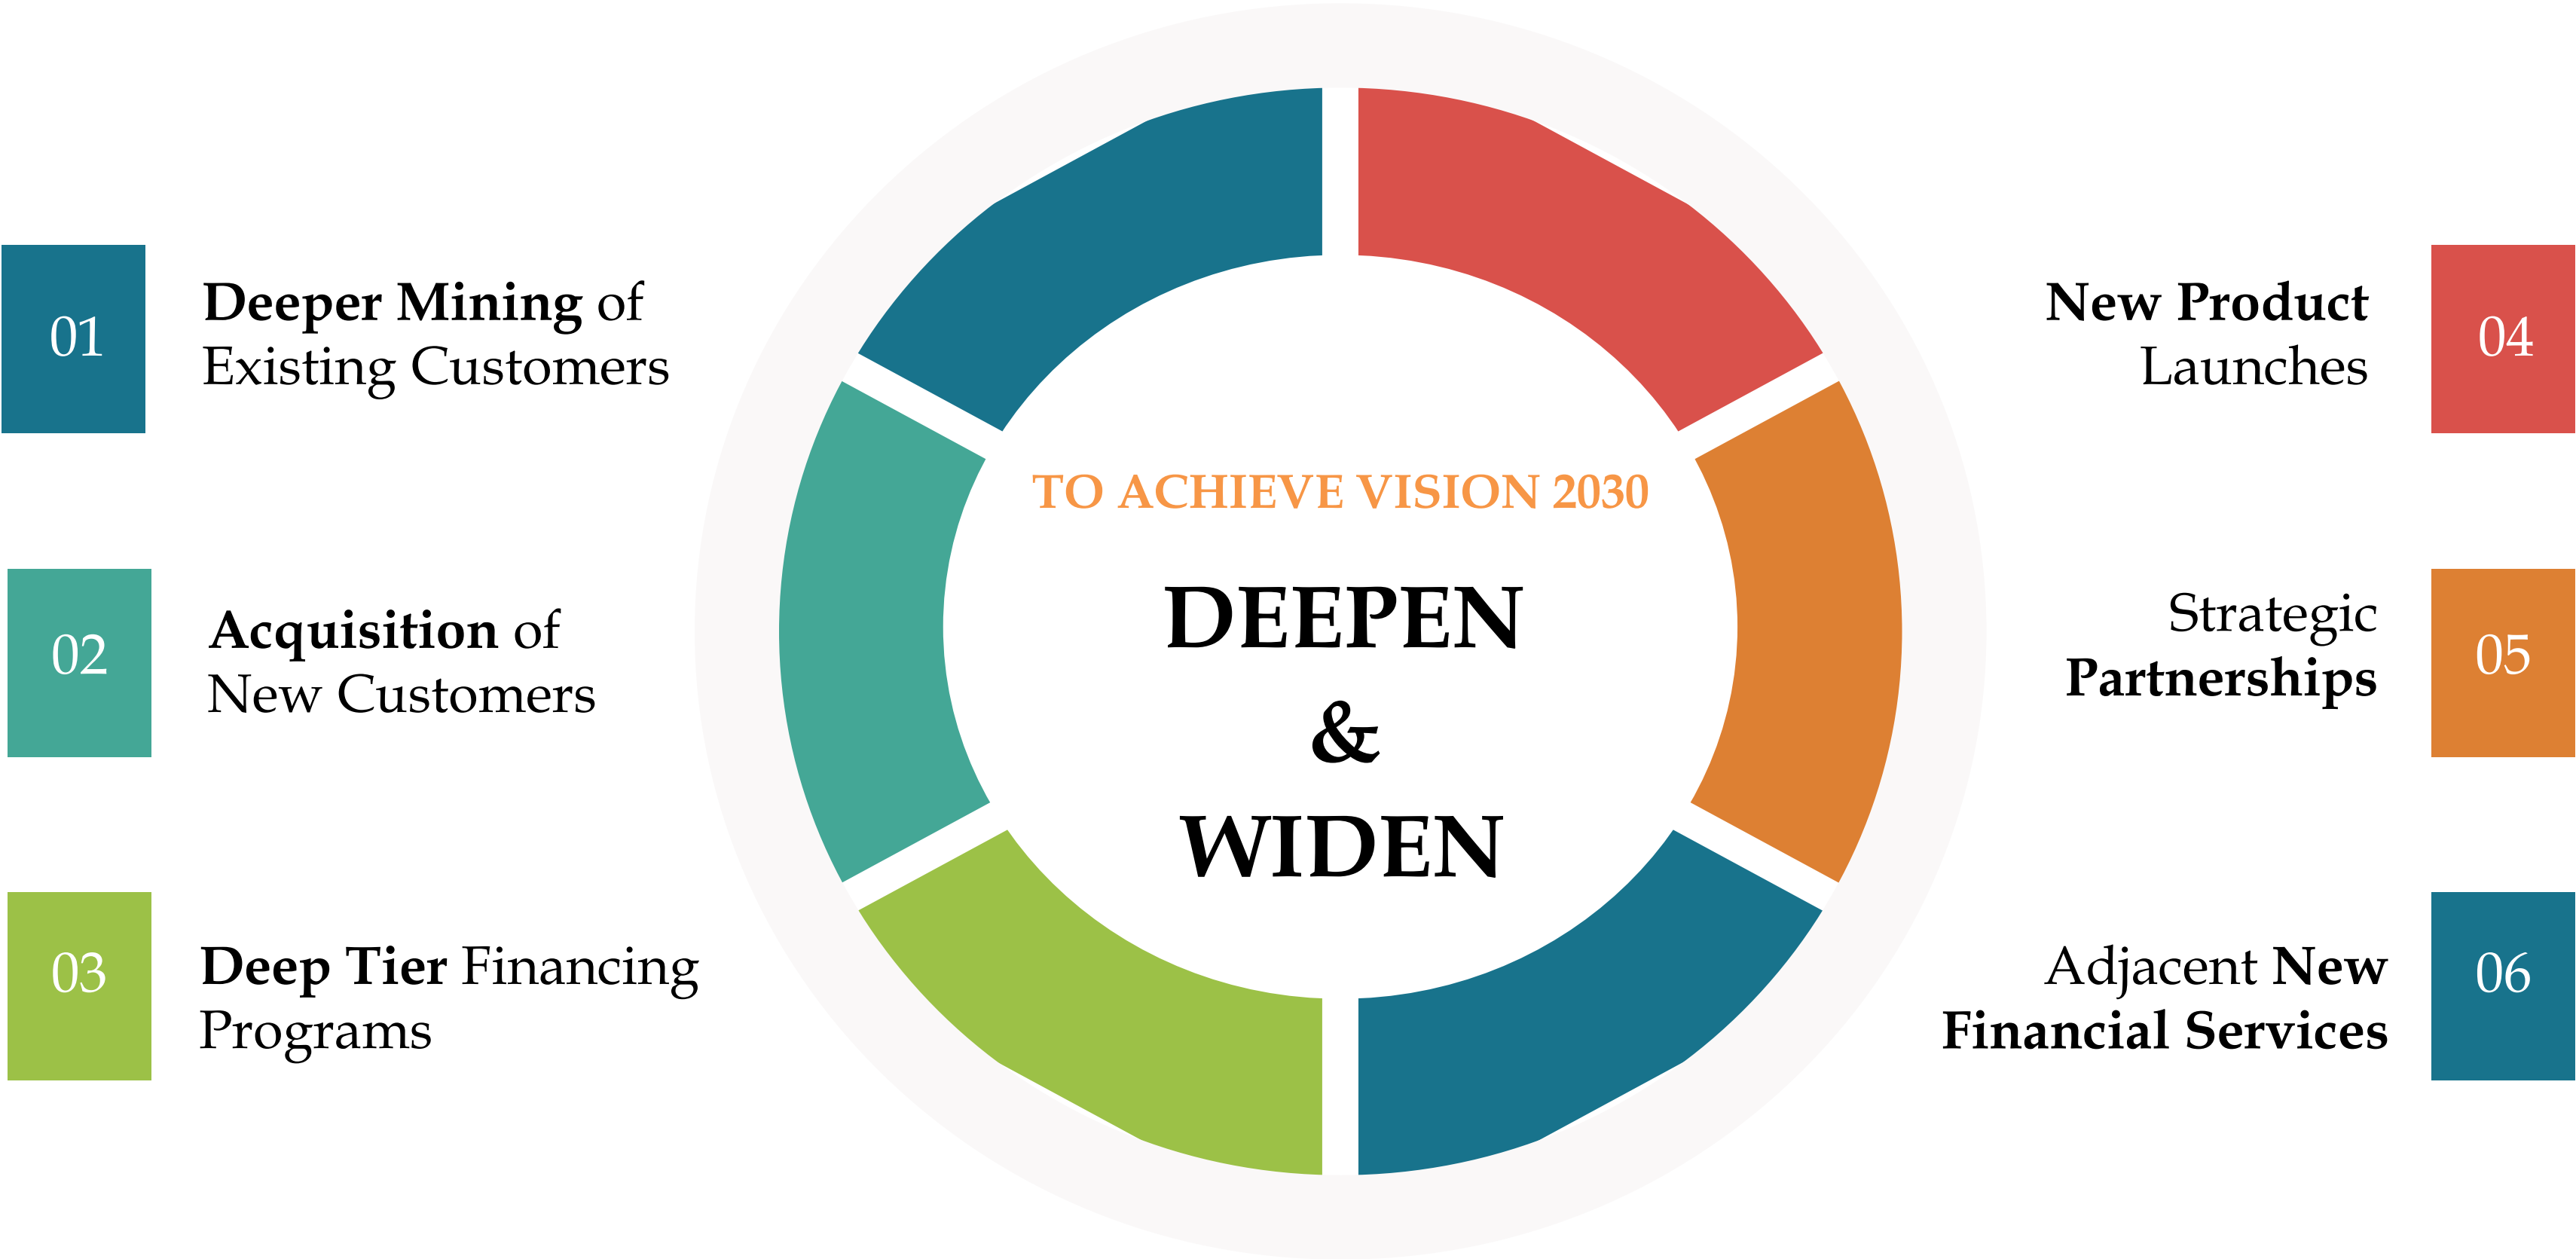 01
Deeper Mining of
Existing Customers
02
Acquisition of
New Customers
03
Deep Tier Financing
Programs
TO ACHIEVE VISION 2030
DEEPEN
&
WIDEN
New Product
Launches
04
Strategic
Partnerships
05
Adjacent New
Financial Services
06